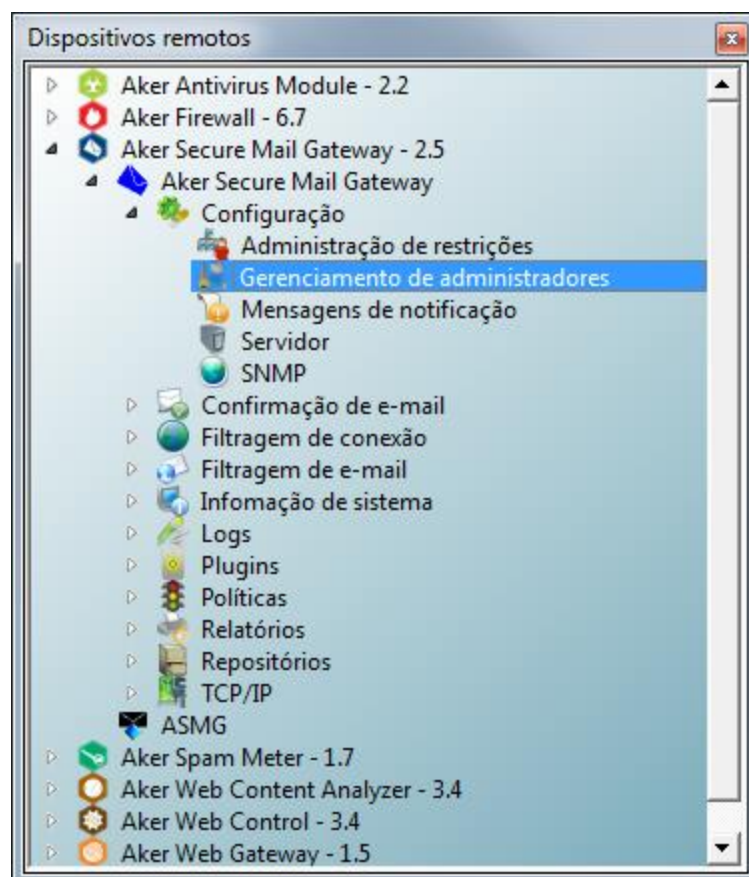 Dispositivos remotos
Aker Antivirus Module - 2.2
Aker Firewall - 6.7
Aker Secure Mail Gateway - 2.5
Aker Secure Mail Gateway
Configuração
Administração de restrições
Gerenciamento de administradores
Mensagens de notificação
Servidor
SNMP
Confirmação de e-mail
Filtragem de conexão
Filtragem de e-mail
Infomação de sistema
Logs
Plugins
Políticas
Relatórios
Repositórios
TCP/IP
ASMG
Aker Spam Meter - 1.7
Aker Web Content Analyzer - 3.4
Aker Web Control - 3.4
Aker Web Gateway - 1.5